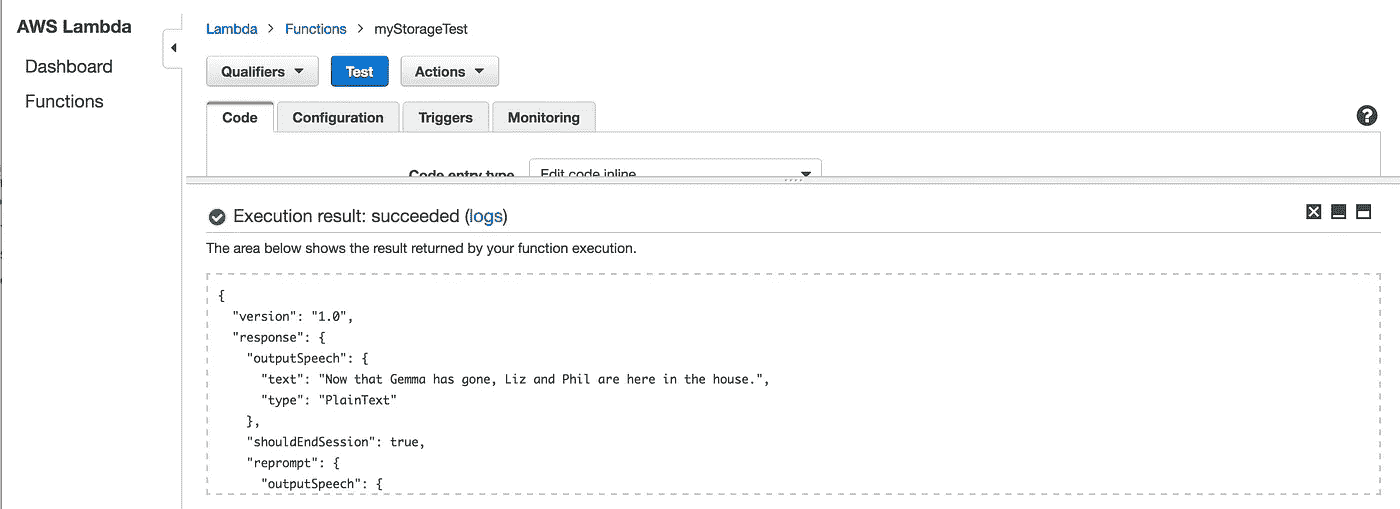 AWS Lambda
Dashboard
Functions
Lambda > Functions > myStorageTest
Qualifiers Test Actions
Code Configuration Triggers Monitoring
?
Code entry type Edit code inline
Execution result: succeeded (logs)
The area below shows the result returned by your function execution.
{
"version": "1.0",
"response": {
"outputSpeech": {
"text": "Now that Gemma has gone, Liz and Phil are here in the house.",
"type": "PlainText"
},
"shouldEndSession": true,
"reprompt": {
"outputSpeech": {